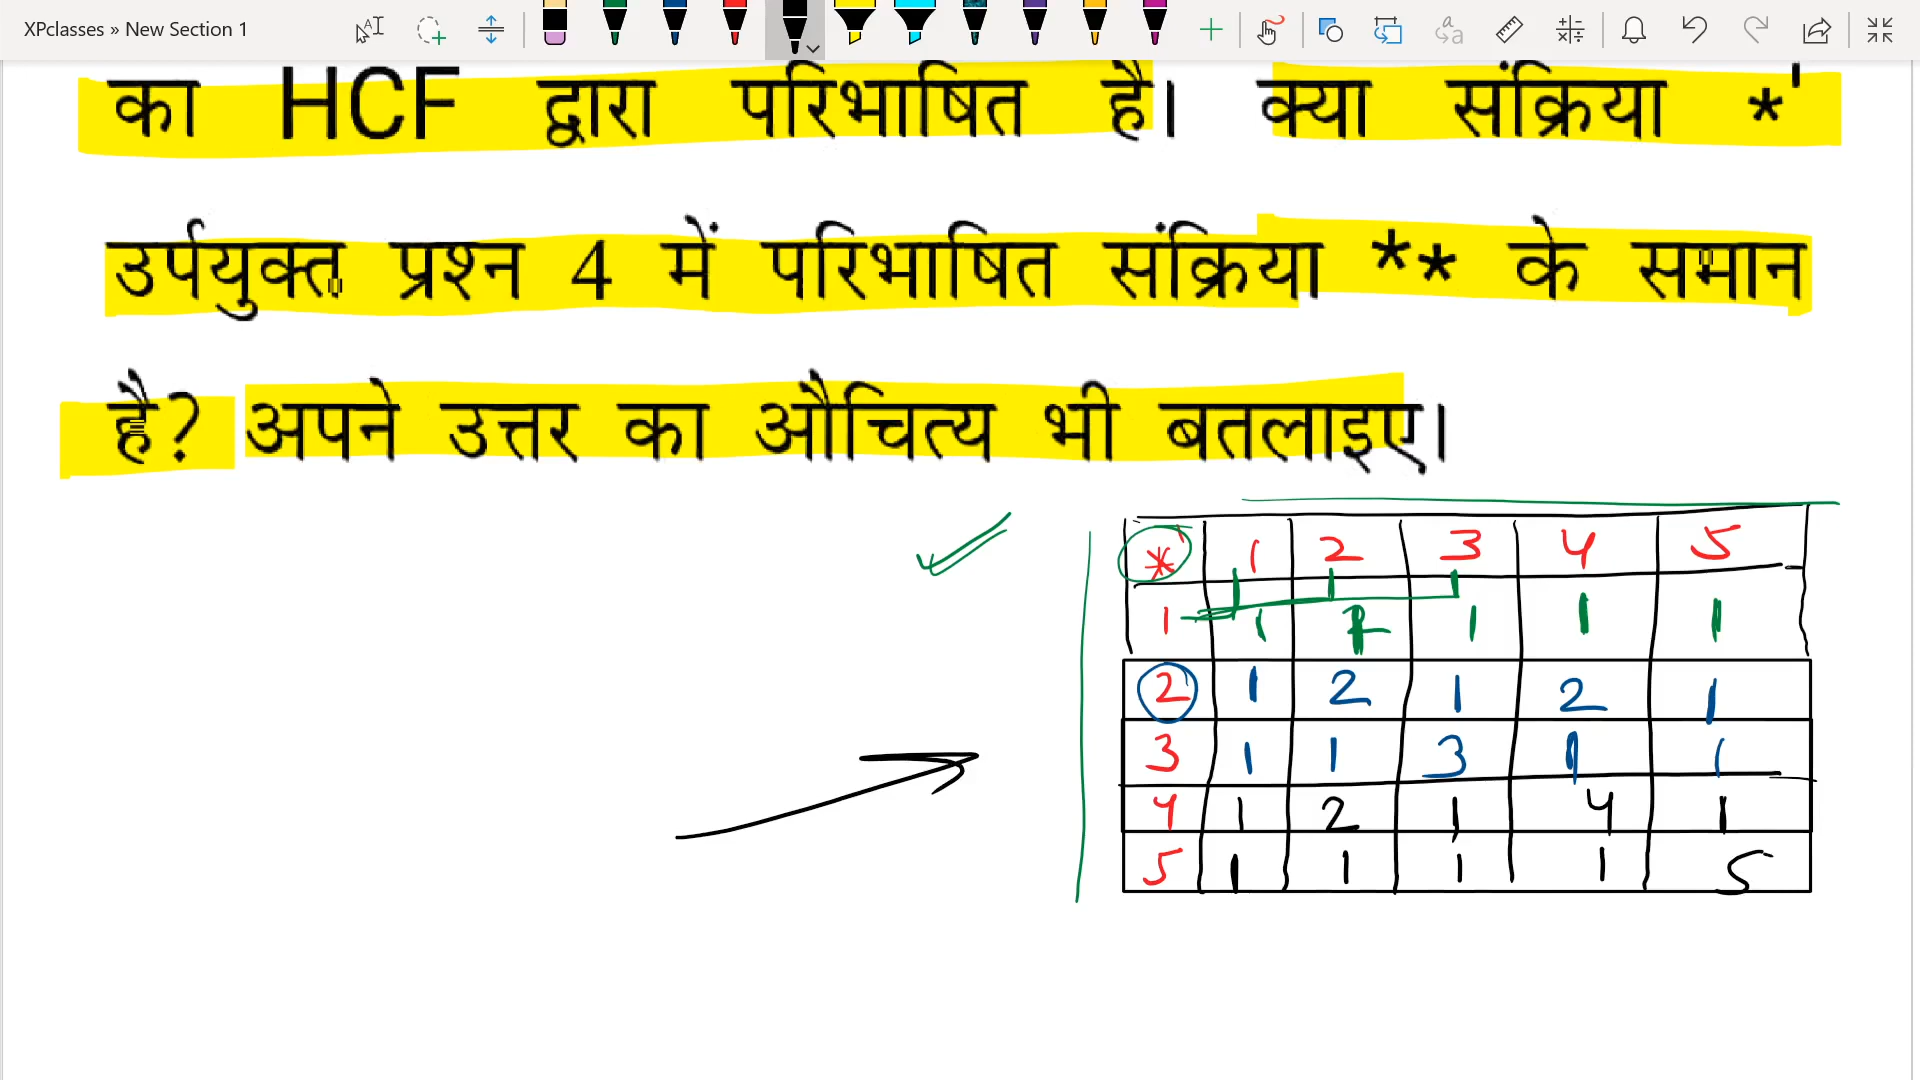 XPclasses » New Section 1
का HCF द्वारा परिभाषित है। क्या संक्रिया *'
उर्पयुक्त प्रश्न 4 में परिभाषित संक्रिया ** के समान
है? अपने उत्तर का औचित्य भी बतलाइए।
*' 1 2 3 4 5
1 1 1 1 1 1
2 1 2 1 2 1
3 1 1 3 1 1
4 1 2 1 4 1
5 1 1 1 1 5